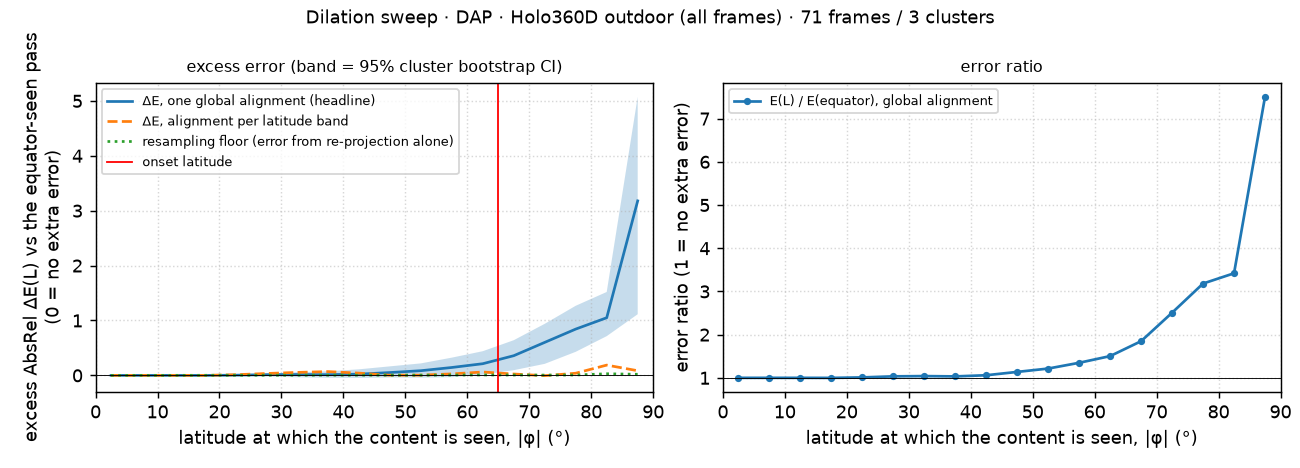 Dilation sweep · DAP · Holo360D outdoor (all frames) · 71 frames / 3 clusters
excess error (band = 95% cluster bootstrap CI)
excess AbsRel ΔE(L) vs the equator-seen pass
(0 = no extra error)
5
4
3
2
1
0
ΔE, one global alignment (headline)
ΔE, alignment per latitude band
resampling floor (error from re-projection alone)
onset latitude
0 10 20 30 40 50 60 70 80 90
latitude at which the content is seen, |φ| (°)
error ratio
error ratio (1 = no extra error)
7
6
5
4
3
2
1
E(L) / E(equator), global alignment
0 10 20 30 40 50 60 70 80 90
latitude at which the content is seen, |φ| (°)